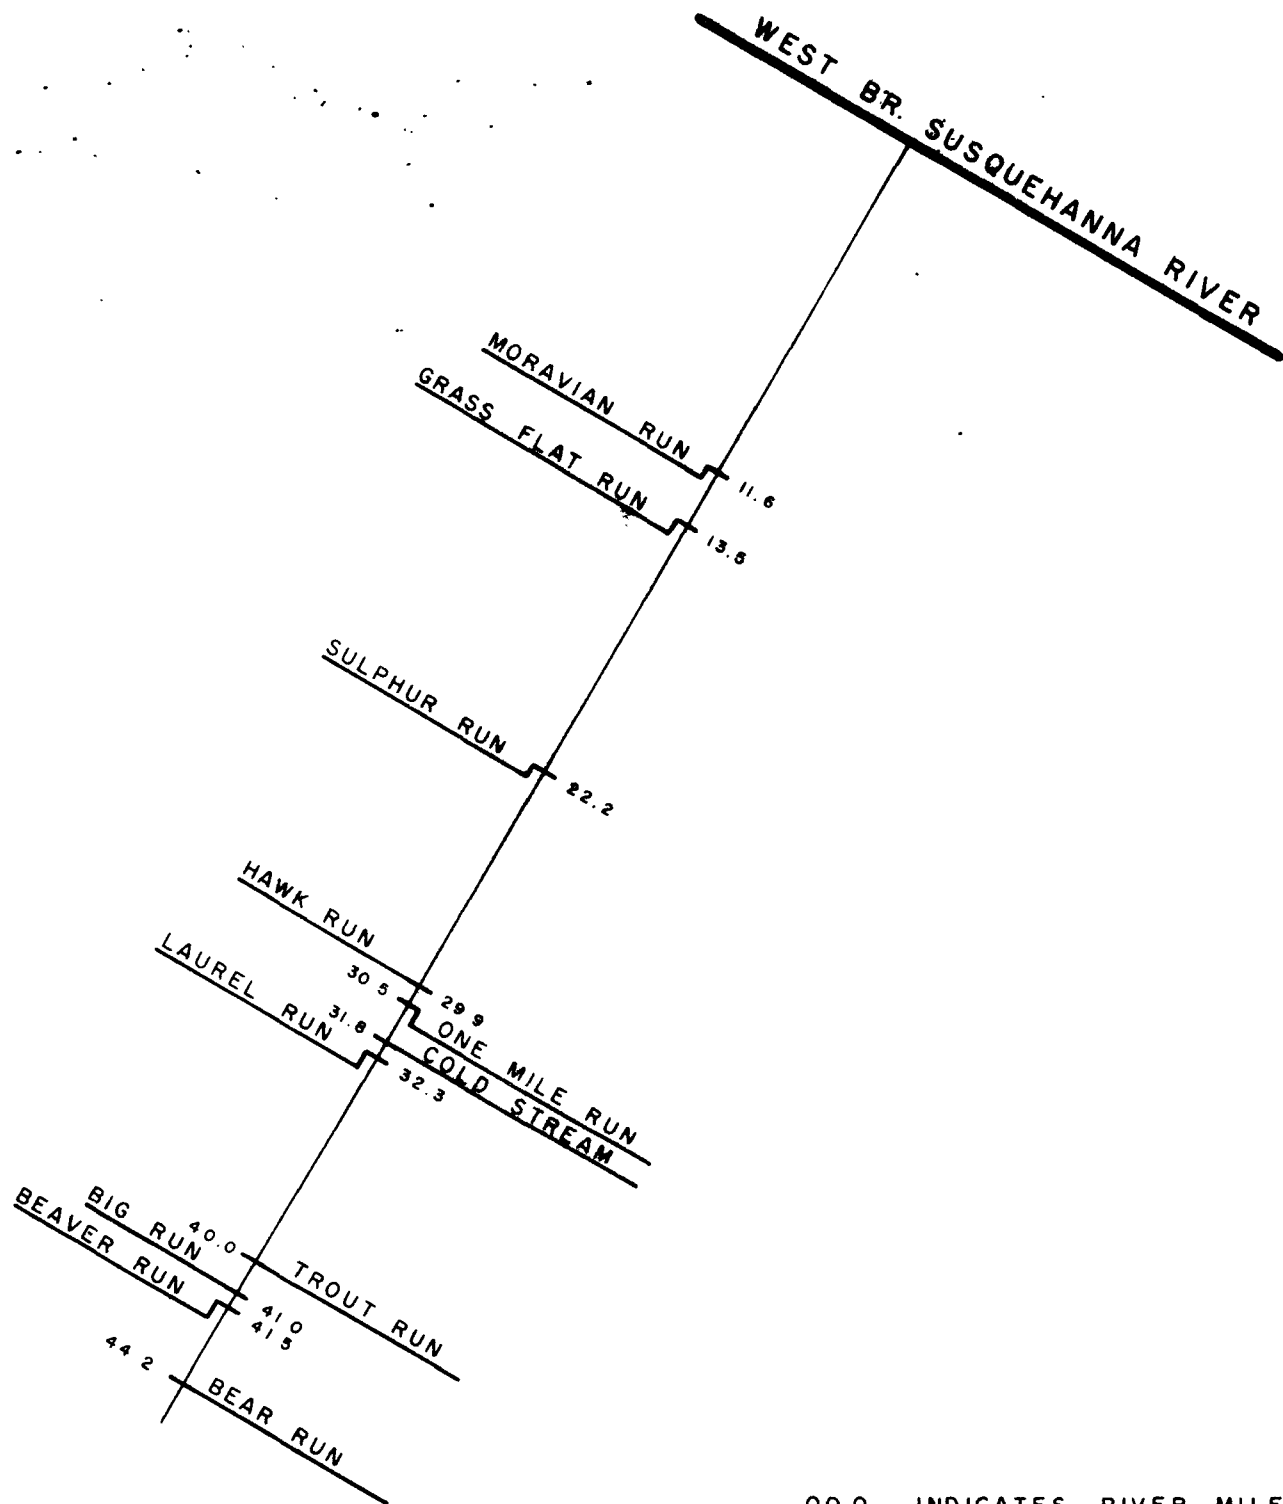 WEST BR. SUSQUEHANNA RIVER
MORAVIAN RUN
11.6
GRASS FLAT RUN
13.5
SULPHUR RUN
22.2
HAWK RUN
29 9
30 5
ONE MILE RUN
31.8
COLD STREAM
LAUREL RUN
32.3
40.0
TROUT RUN
BIG RUN
41 0
BEAVER RUN
41 5
44 2
BEAR RUN
00.0 INDICATES RIVER MILE